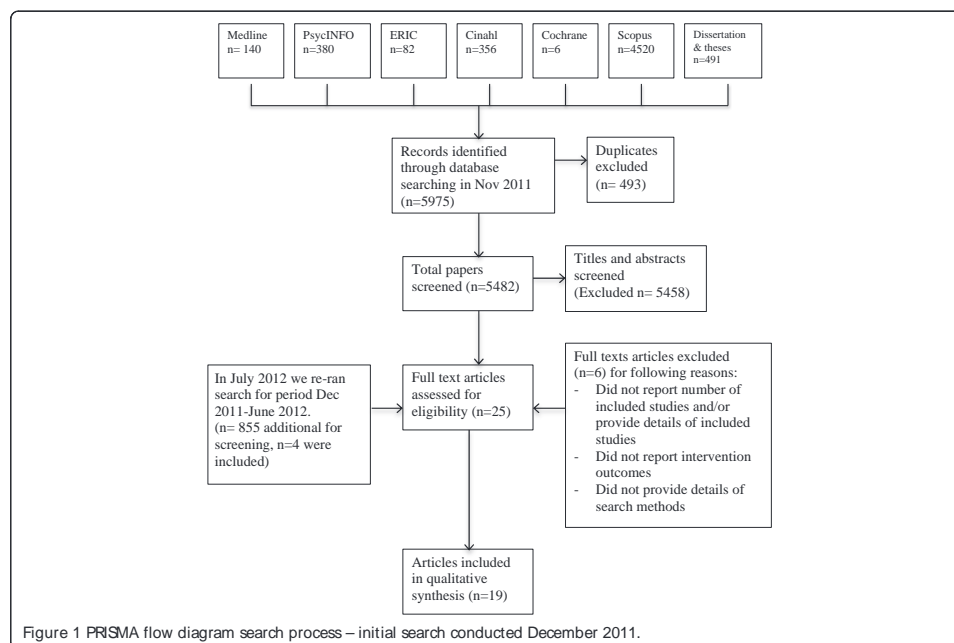 Medline
n= 140
PsycINFO
n=380
ERIC
n=82
Cinahl
n=356
Cochrane
n=6
Scopus
n=4520
Dissertation
& theses
n=491
Records identified
through database
searching in Nov 2011
(n=5975)
Duplicates
excluded
(n= 493)
Total papers
screened (n=5482)
Titles and abstracts
screened
(Excluded n= 5458)
In July 2012 we re-ran
search for period Dec
2011-June 2012.
(n= 855 additional for
screening, n=4 were
included)
Full text articles
assessed for
eligibility (n=25)
Full texts articles excluded
(n=6) for following reasons:
- Did not report number of
included studies and/or
provide details of included
studies
- Did not report intervention
outcomes
- Did not provide details of
search methods
Articles included
in qualitative
synthesis (n=19)
Figure 1 PRISMA flow diagram search process – initial search conducted December 2011.